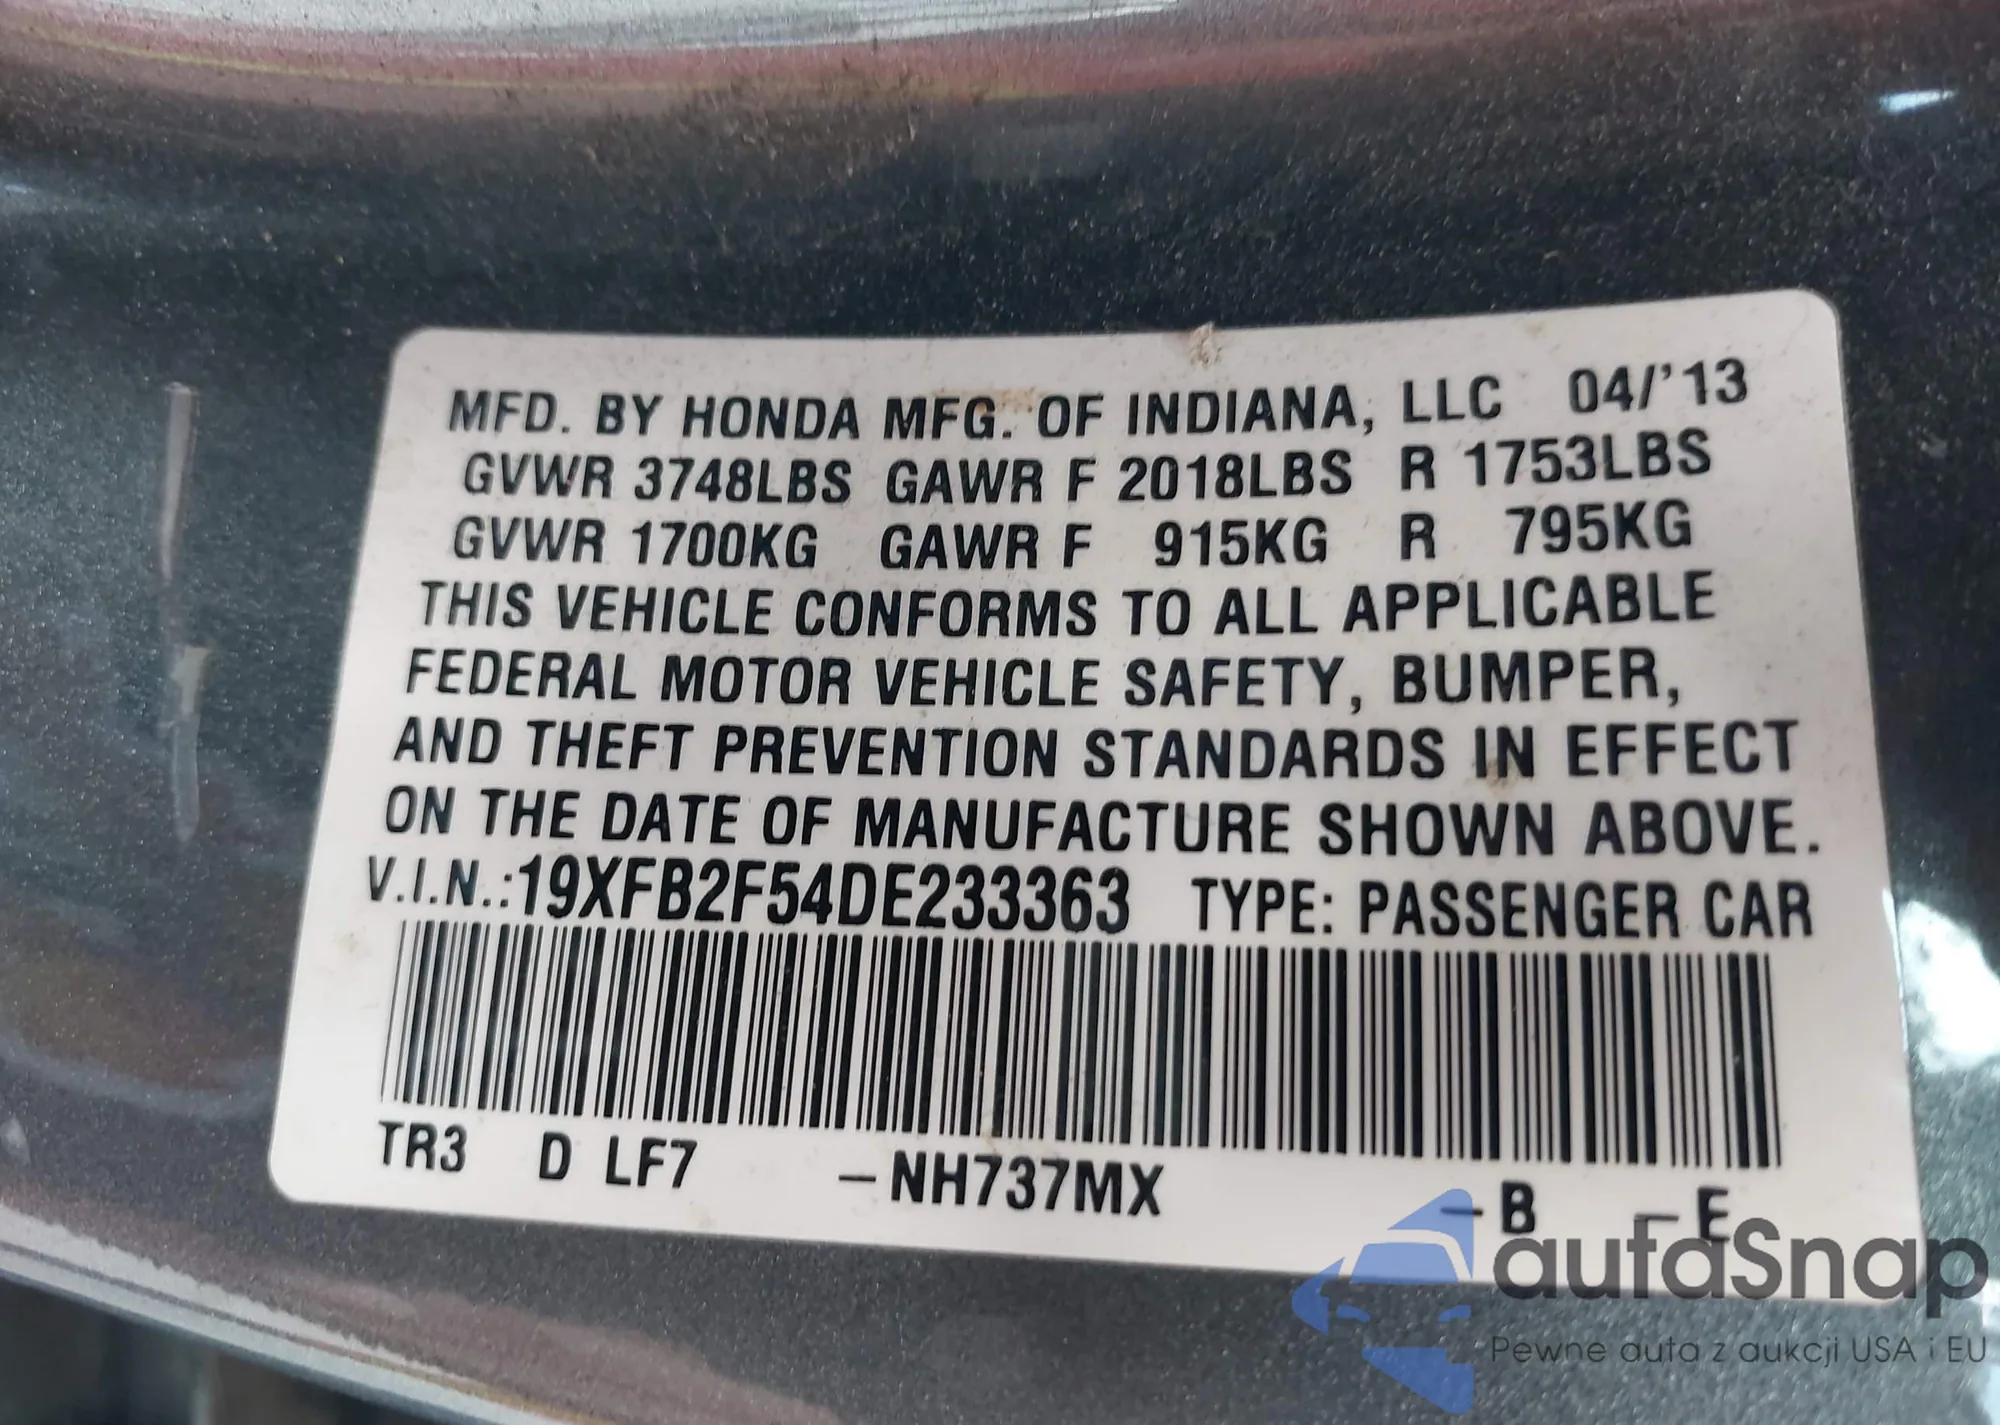 MFD. BY HONDA MFG. OF INDIANA, LLC 04/'13
GVWR 3748LBS GAWR F 2018LBS R 1753LBS
GVWR 1700KG GAWR F 915KG R 795KG
THIS VEHICLE CONFORMS TO ALL APPLICABLE
FEDERAL MOTOR VEHICLE SAFETY, BUMPER,
AND THEFT PREVENTION STANDARDS IN EFFECT
ON THE DATE OF MANUFACTURE SHOWN ABOVE.
V.I.N.:19XFB2F54DE233363 TYPE: PASSENGER CAR
TR3 D LF7 –NH737MX –B –E
autaSnap
Pewne auta z aukcji USA i EU